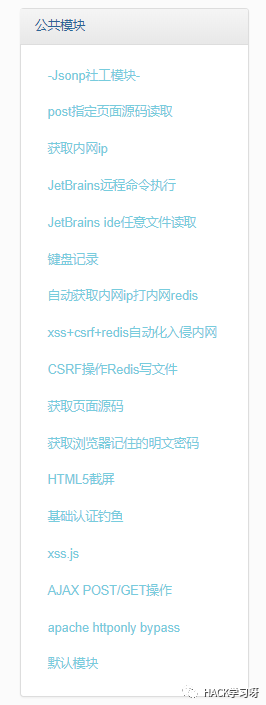 公共模块
-Jsonp社工模块-
post指定页面源码读取
获取内网ip
JetBrains远程命令执行
JetBrains ide任意文件读取
键盘记录
自动获取内网ip打内网redis
xss+csrf+redis自动化入侵内网
CSRF操作Redis写文件
获取页面源码
获取浏览器记住的明文密码
HTML5截屏
基础认证钓鱼
xss.js
AJAX POST/GET操作
apache httponly bypass
默认模块
HACK学习呀